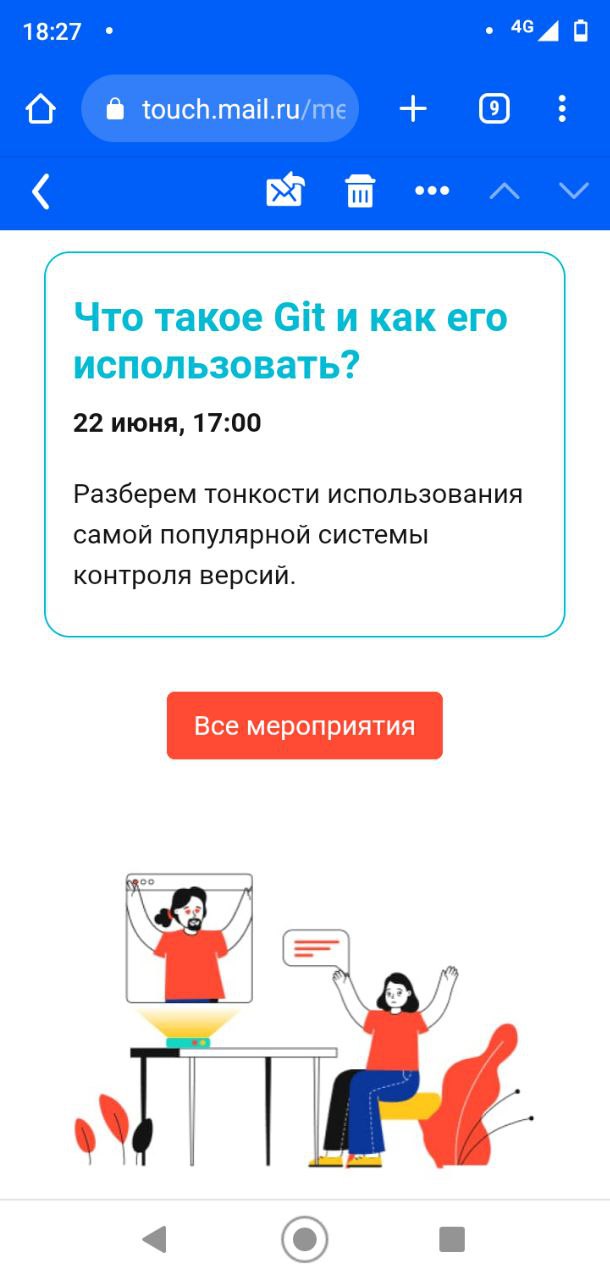 18:27
4G
touch.mail.ru/me
9
Что такое Git и как его
использовать?
22 июня, 17:00
Разберем тонкости использования
самой популярной системы
контроля версий.
Все мероприятия